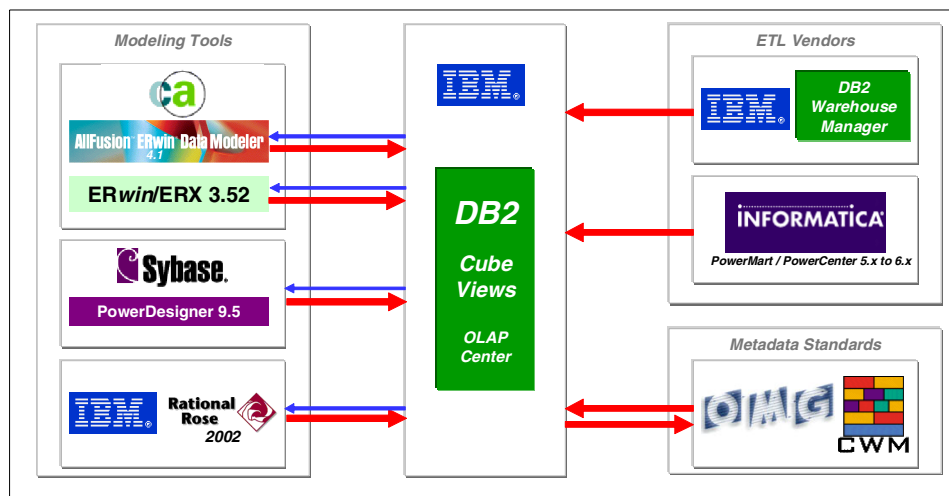 Modeling Tools
ca
AllFusion™ ERwin® Data Modeler
4.1
ERwin/ERX 3.52
Sybase®
PowerDesigner 9.5
IBM®
Rational
Rose
2002
IBM®
DB2
Cube
Views
OLAP
Center
ETL Vendors
IBM®
DB2
Warehouse
Manager
INFORMATICA®
PowerMart / PowerCenter 5.x to 6.x
Metadata Standards
OMG
CWM